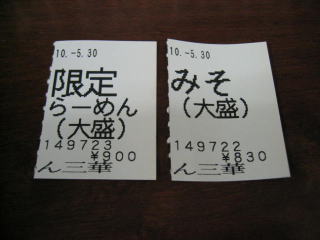 10.-5.30
限定
らーめん
(大盛)
149723
¥900
ん三華
10.-5.30
みそ
(大盛)
149722
¥830
ん三華